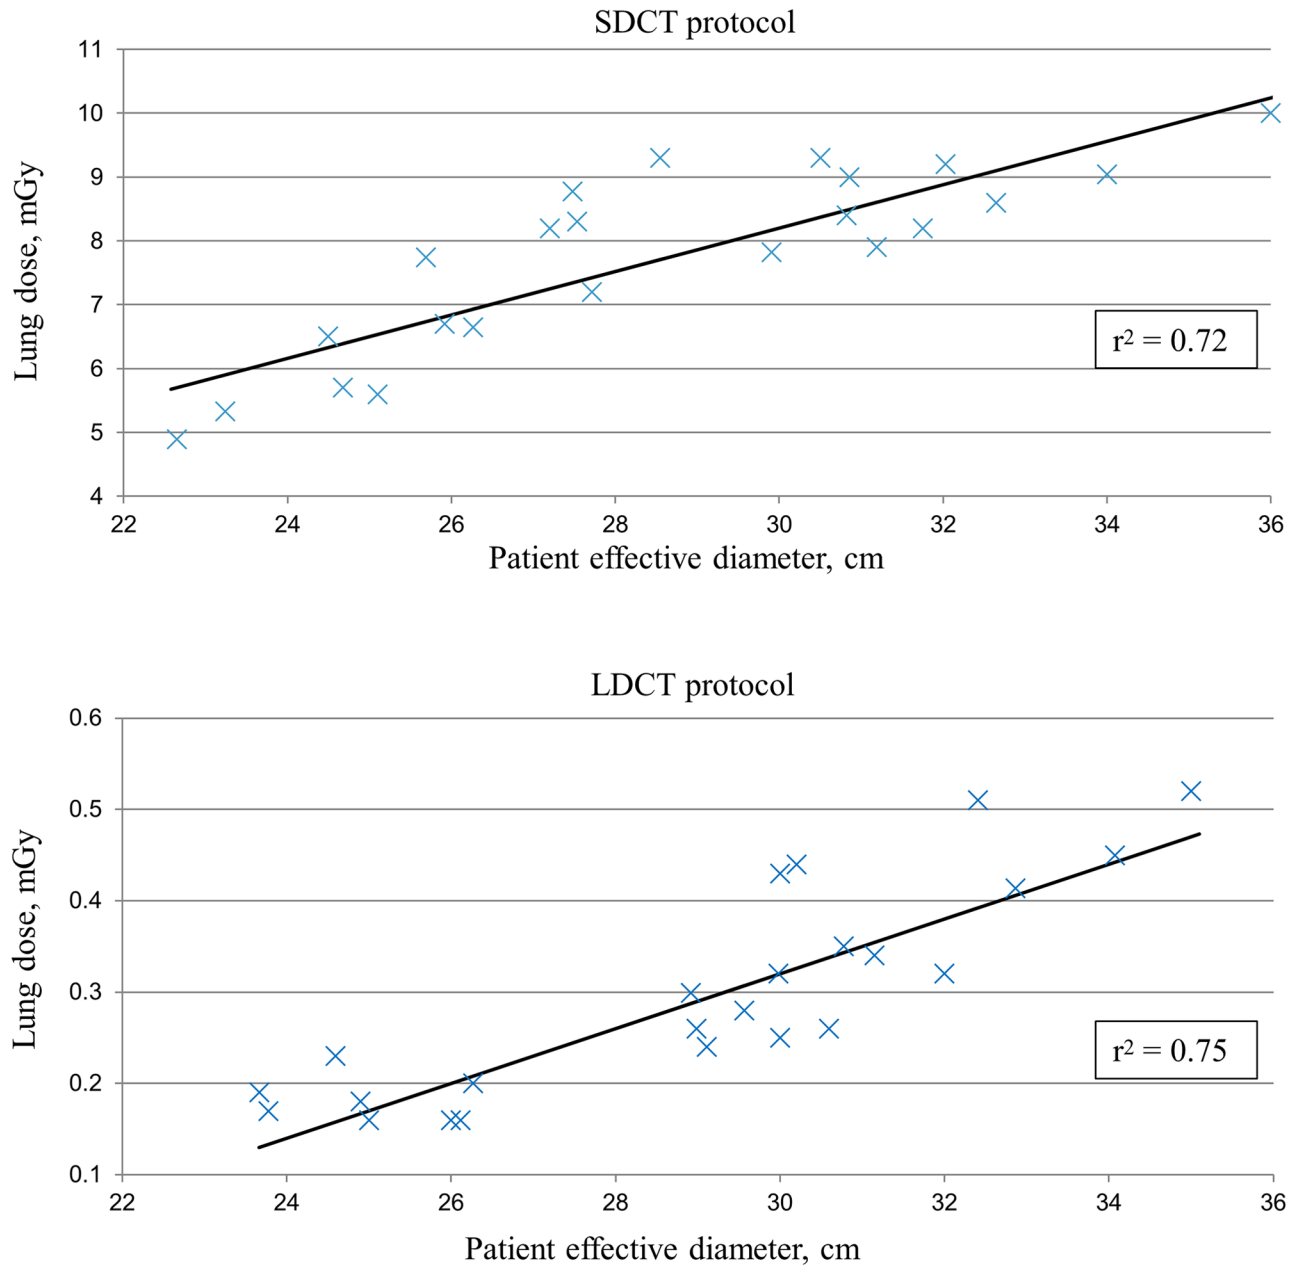 SDCT protocol
11
10
9
8
7
6
5
4
Lung dose, mGy
r² = 0.72
22 24 26 28 30 32 34 36
Patient effective diameter, cm
LDCT protocol
0.6
0.5
0.4
0.3
0.2
0.1
Lung dose, mGy
r² = 0.75
22 24 26 28 30 32 34 36
Patient effective diameter, cm